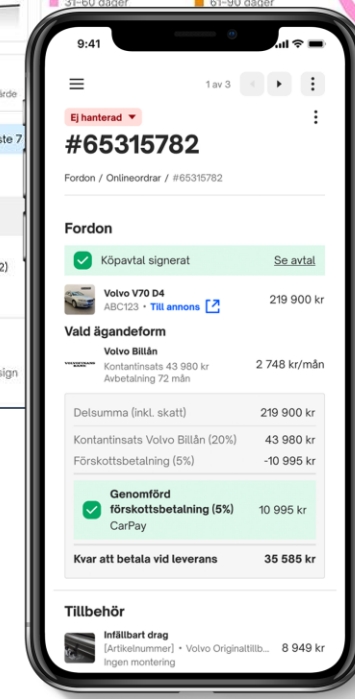 31-60 dagar
61-90 dagar
9:41
1 av 3
Ej hanterad
#65315782
Fordon / Onlineordrar / #65315782
Fordon
Köpavtal signerat Se avtal
Volvo V70 D4
ABC123 • Till annons
219 900 kr
Vald ägandeform
Volvo Billån
Kontantinsats 43 980 kr
Avbetalning 72 mån
2 748 kr/mån
Delsumma (inkl. skatt) 219 900 kr
Kontantinsats Volvo Billån (20%) 43 980 kr
Förskottsbetalning (5%) -10 995 kr
Genomförd
förskottsbetalning (5%)
CarPay
10 995 kr
Kvar att betala vid leverans 35 585 kr
Tillbehör
Infällbart drag
[Artikelnummer] • Volvo Originaltillb...
Ingen montering
8 949 kr